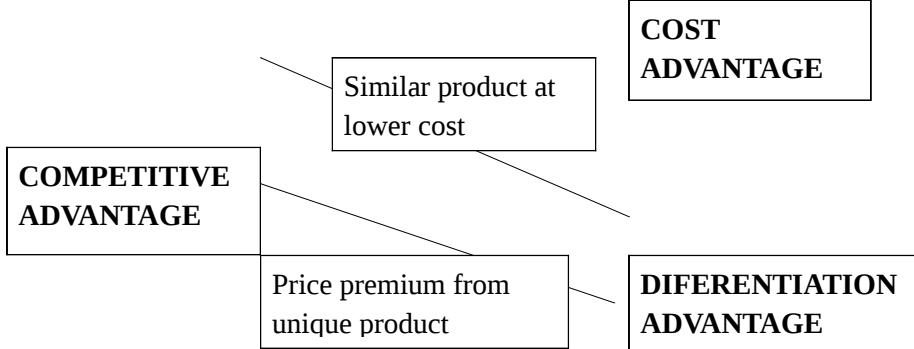 COST
ADVANTAGE
Similar product at
lower cost
COMPETITIVE
ADVANTAGE
Price premium from
unique product
DIFERENTIATION
ADVANTAGE